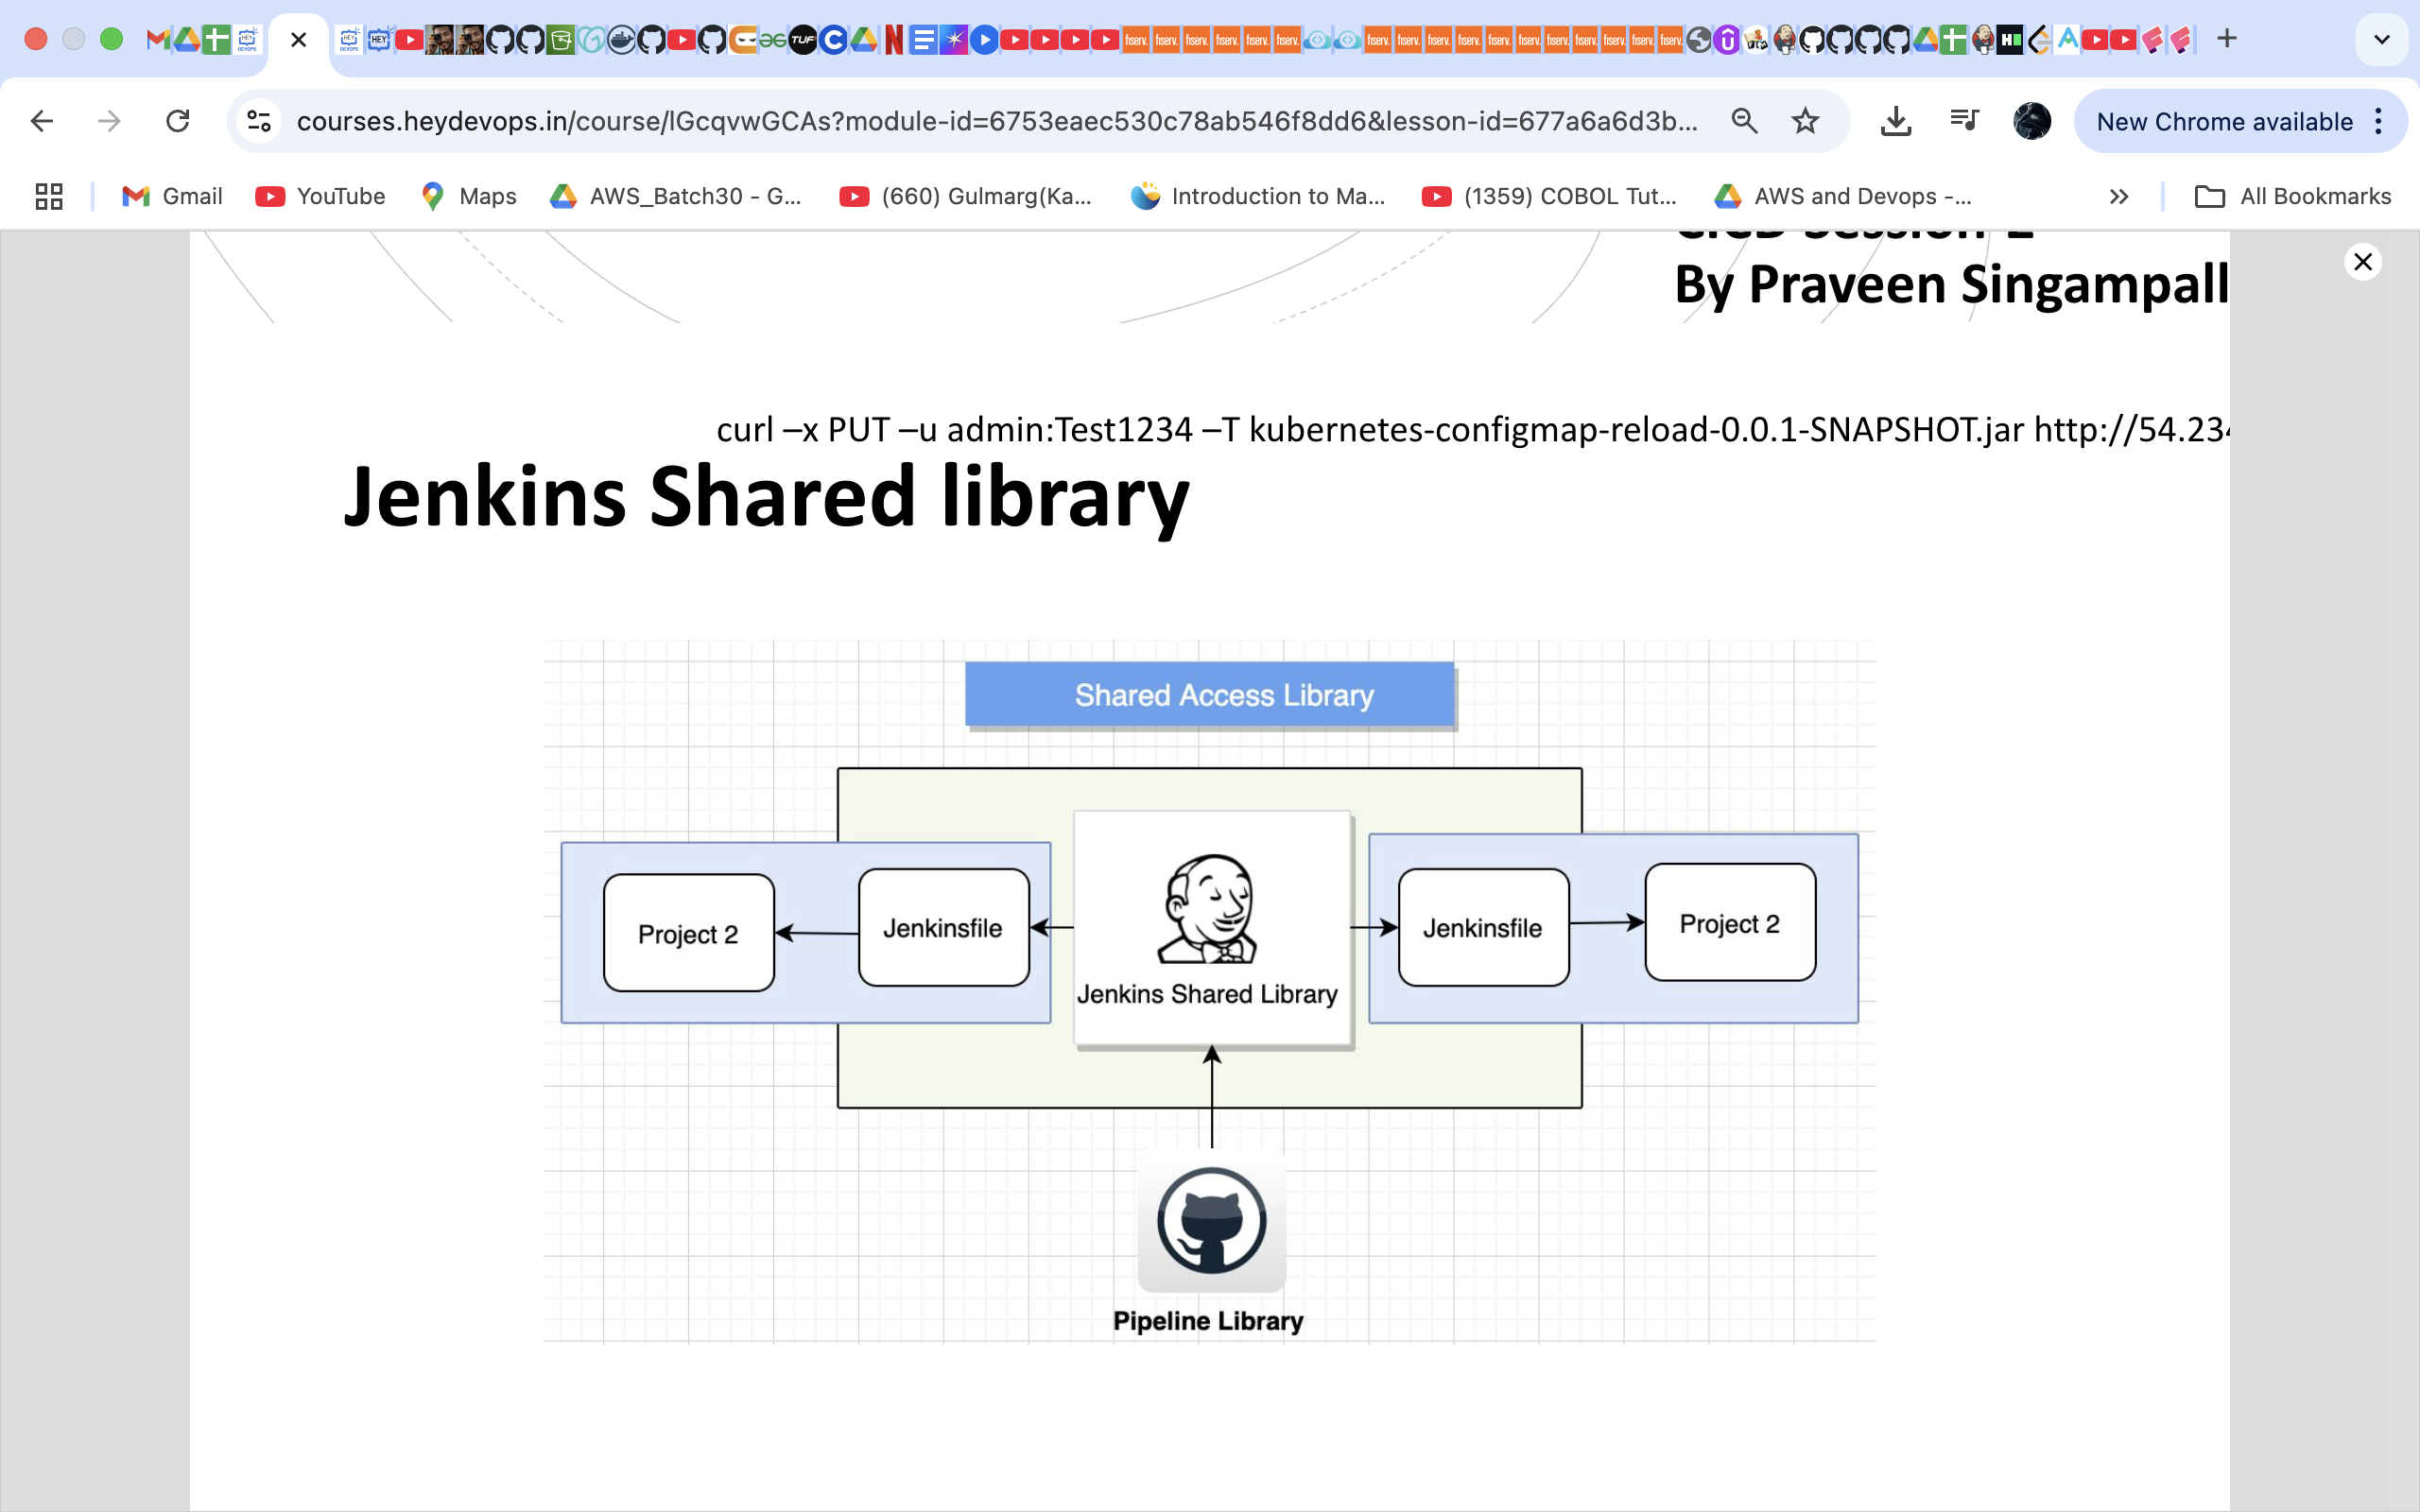 courses.heydevops.in/course/lGcqvwGCAs?module-id=6753eaec530c78ab546f8dd6&lesson-id=677a6a6d3b...
New Chrome available
Gmail
YouTube
Maps
AWS_Batch30 - G...
(660) Gulmarg(Ka...
Introduction to Ma...
(1359) COBOL Tut...
AWS and Devops -...
All Bookmarks
By Praveen Singampall
curl –x PUT –u admin:Test1234 –T kubernetes-configmap-reload-0.0.1-SNAPSHOT.jar http://54.234
Jenkins Shared library
Shared Access Library
Project 2
Jenkinsfile
Jenkins Shared Library
Jenkinsfile
Project 2
Pipeline Library